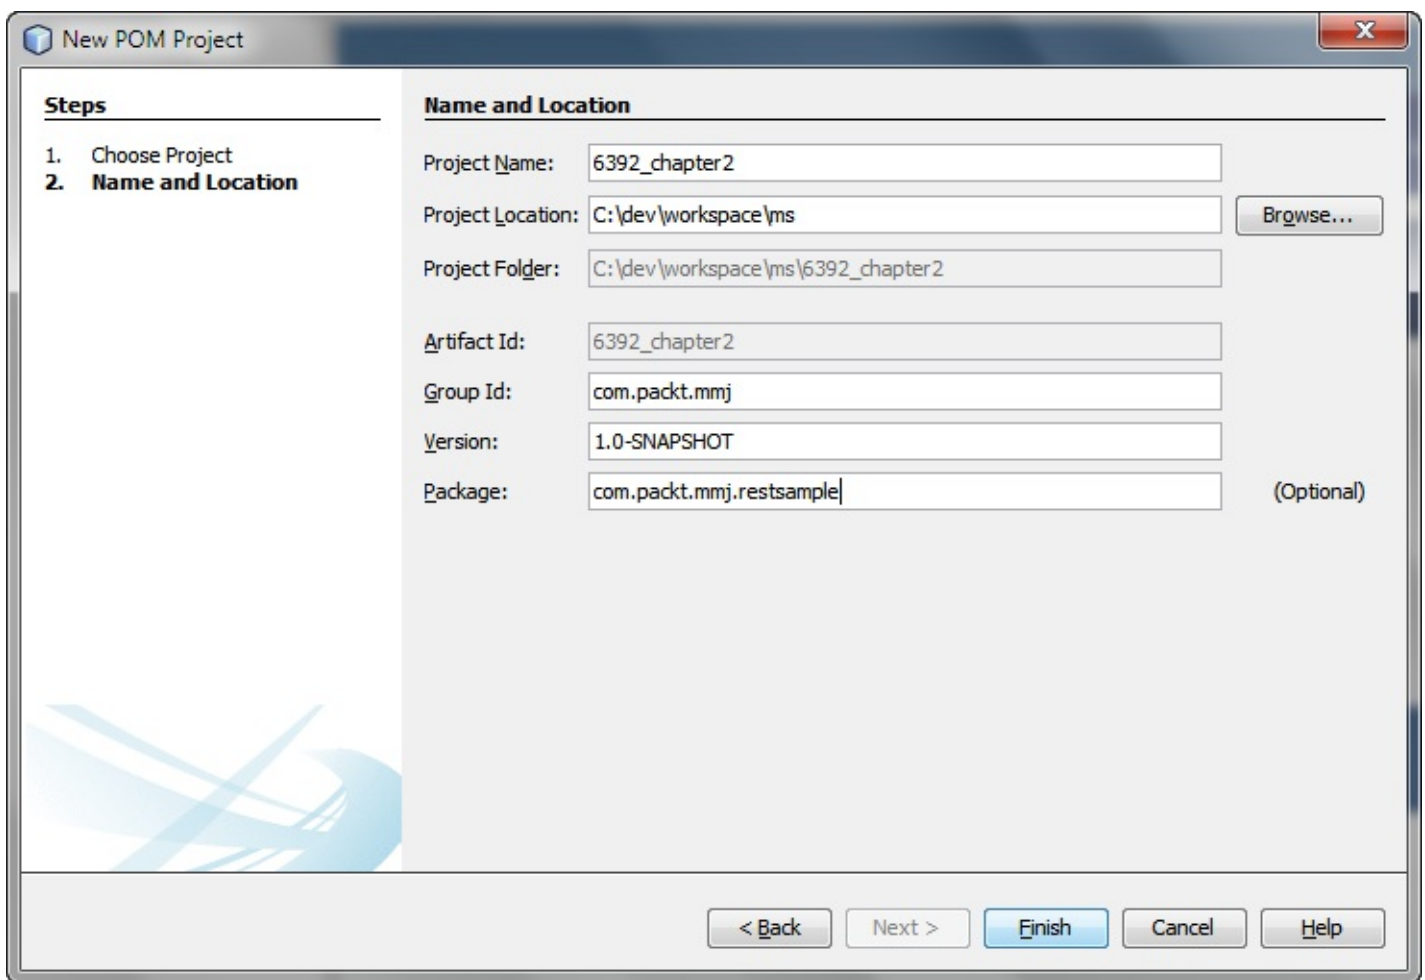 New POM Project
Steps
1. Choose Project
2. Name and Location
Name and Location
Project Name: 6392_chapter2
Project Location: C:\dev\workspace\ms Browse...
Project Folder: C:\dev\workspace\ms\6392_chapter2
Artifact Id: 6392_chapter2
Group Id: com.packt.mmj
Version: 1.0-SNAPSHOT
Package: com.packt.mmj.restsample (Optional)
< Back Next > Finish Cancel Help